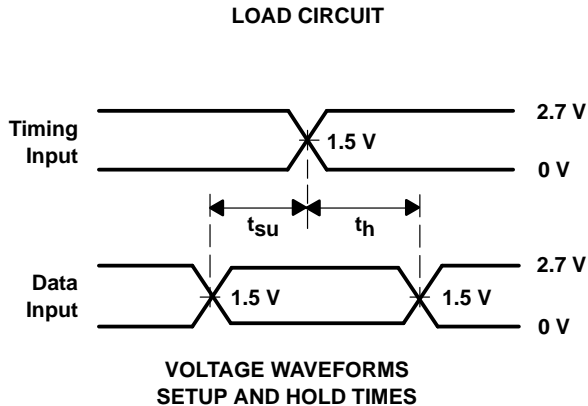 LOAD CIRCUIT
Timing
Input
2.7 V
1.5 V
0 V
tsu
th
Data
Input
2.7 V
1.5 V
1.5 V
0 V
VOLTAGE WAVEFORMS
SETUP AND HOLD TIMES